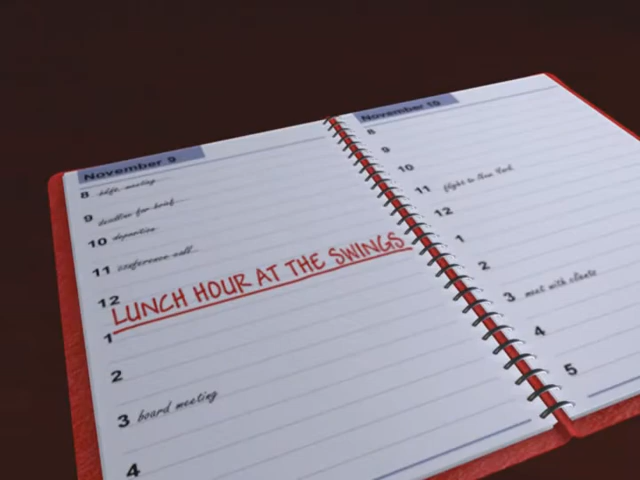 November 9
8
9 deadline for brief
10 deposition
11 conference call
12
LUNCH HOUR AT THE SWINGS
1
2
3 board meeting
4
November 10
8
9
10
11 flight to New York
12
1
2
3 meet with clients
4
5